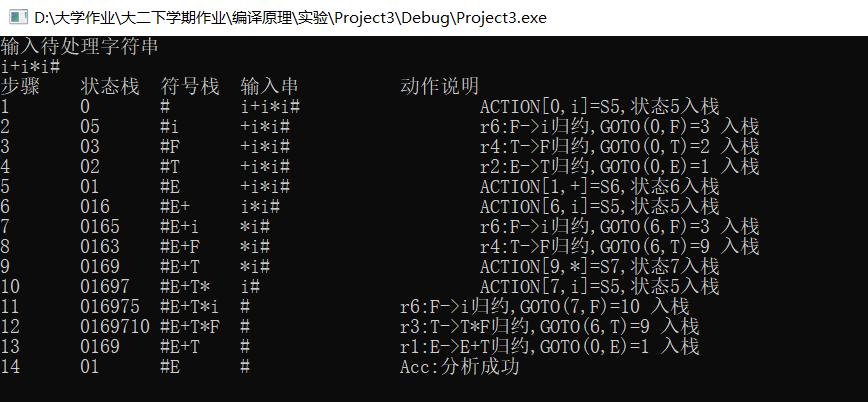 D:\大学作业\大二下学期作业\编译原理\实验\Project3\Debug\Project3.exe
输入待处理字符串
i+i*i#
步骤 状态栈 符号栈 输入串 动作说明
1 0 # i+i*i# ACTION[0,i]=S5,状态5入栈
2 05 #i +i*i# r6:F->i归约,GOTO(0,F)=3 入栈
3 03 #F +i*i# r4:T->F归约,GOTO(0,T)=2 入栈
4 02 #T +i*i# r2:E->T归约,GOTO(0,E)=1 入栈
5 01 #E +i*i# ACTION[1,+]=S6,状态6入栈
6 016 #E+ i*i# ACTION[6,i]=S5,状态5入栈
7 0165 #E+i *i# r6:F->i归约,GOTO(6,F)=3 入栈
8 0163 #E+F *i# r4:T->F归约,GOTO(6,T)=9 入栈
9 0169 #E+T *i# ACTION[9,*]=S7,状态7入栈
10 01697 #E+T* i# ACTION[7,i]=S5,状态5入栈
11 016975 #E+T*i # r6:F->i归约,GOTO(7,F)=10 入栈
12 0169710 #E+T*F # r3:T->T*F归约,GOTO(6,T)=9 入栈
13 0169 #E+T # r1:E->E+T归约,GOTO(0,E)=1 入栈
14 01 #E # Acc:分析成功